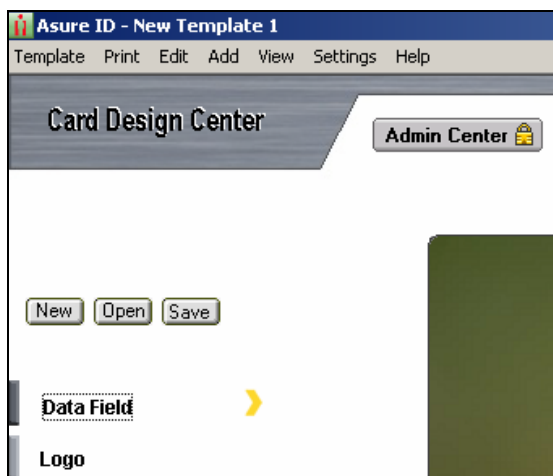 Asure ID - New Template 1
Template Print Edit Add View Settings Help
Card Design Center
Admin Center
New Open Save
Data Field
Logo